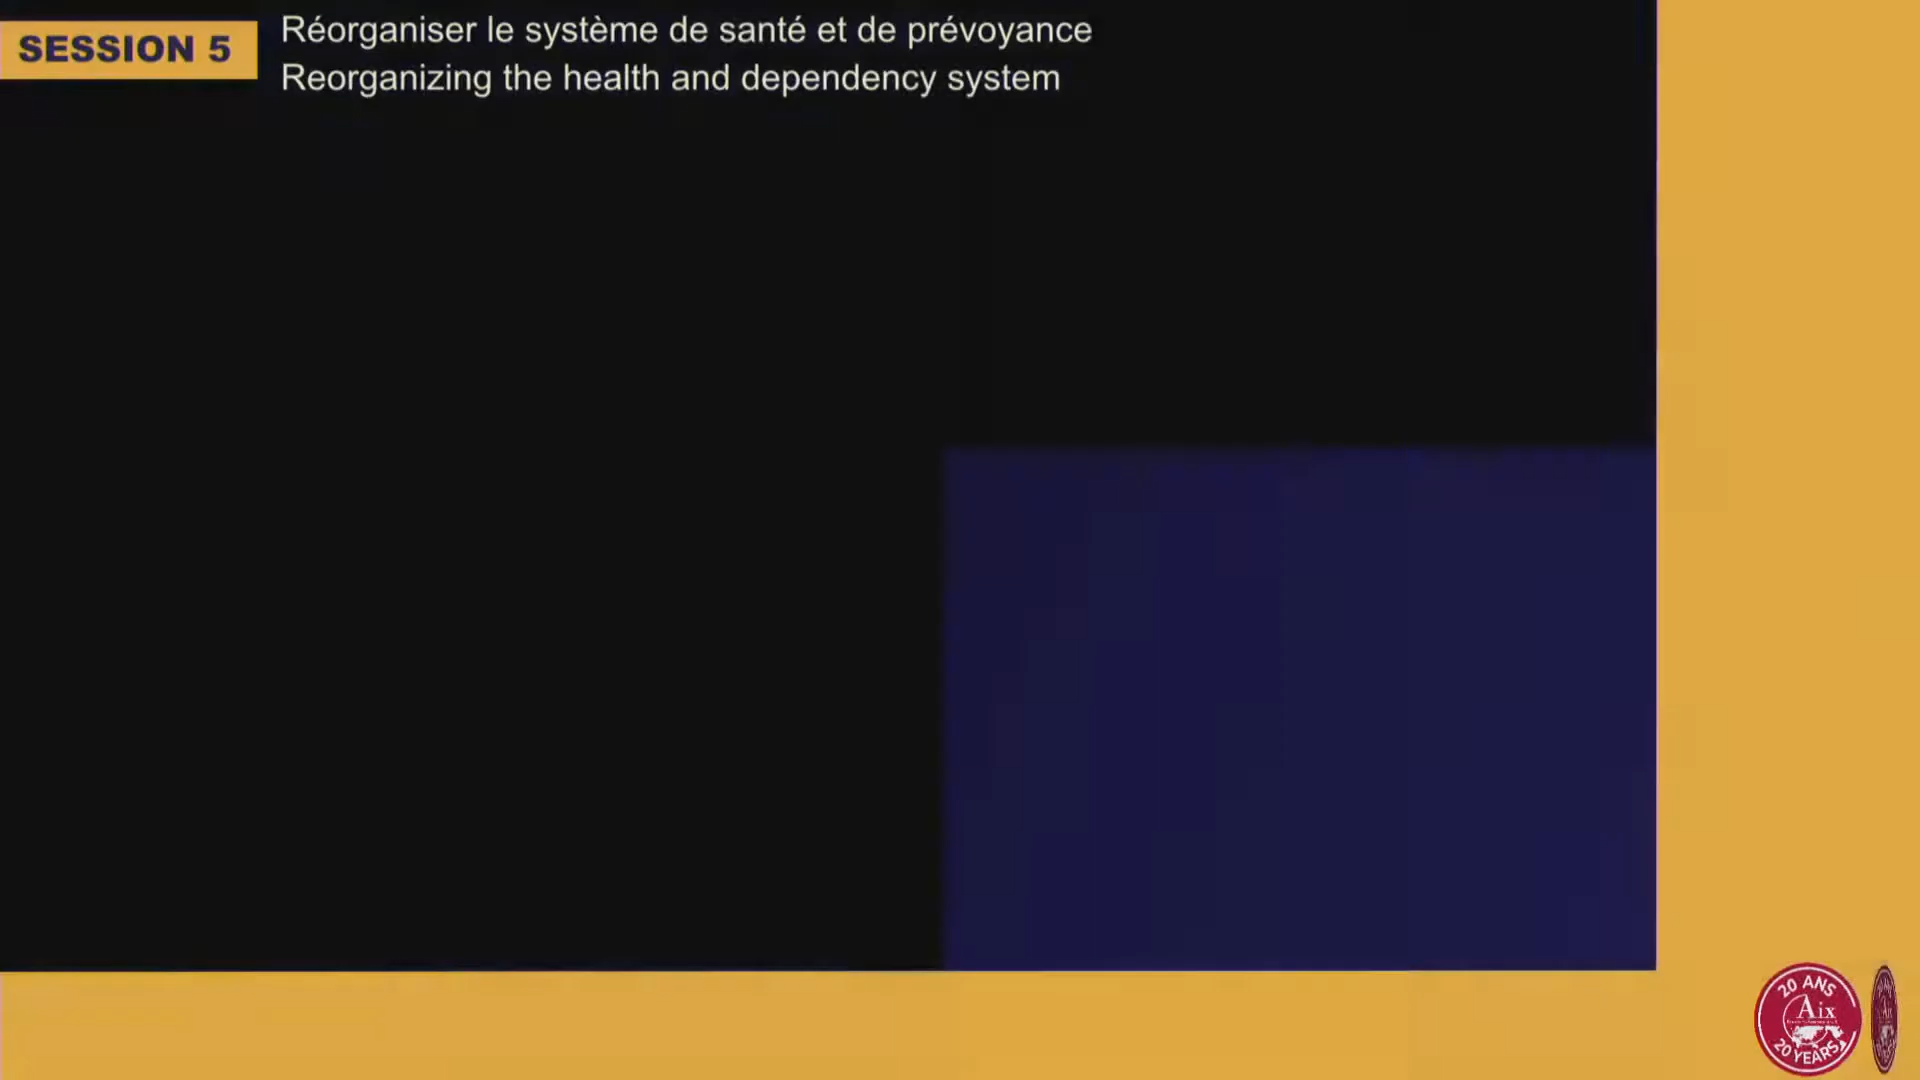 SESSION 5
Réorganiser le système de santé et de prévoyance
Reorganizing the health and dependency system
20 ANS
Aix
20 YEARS